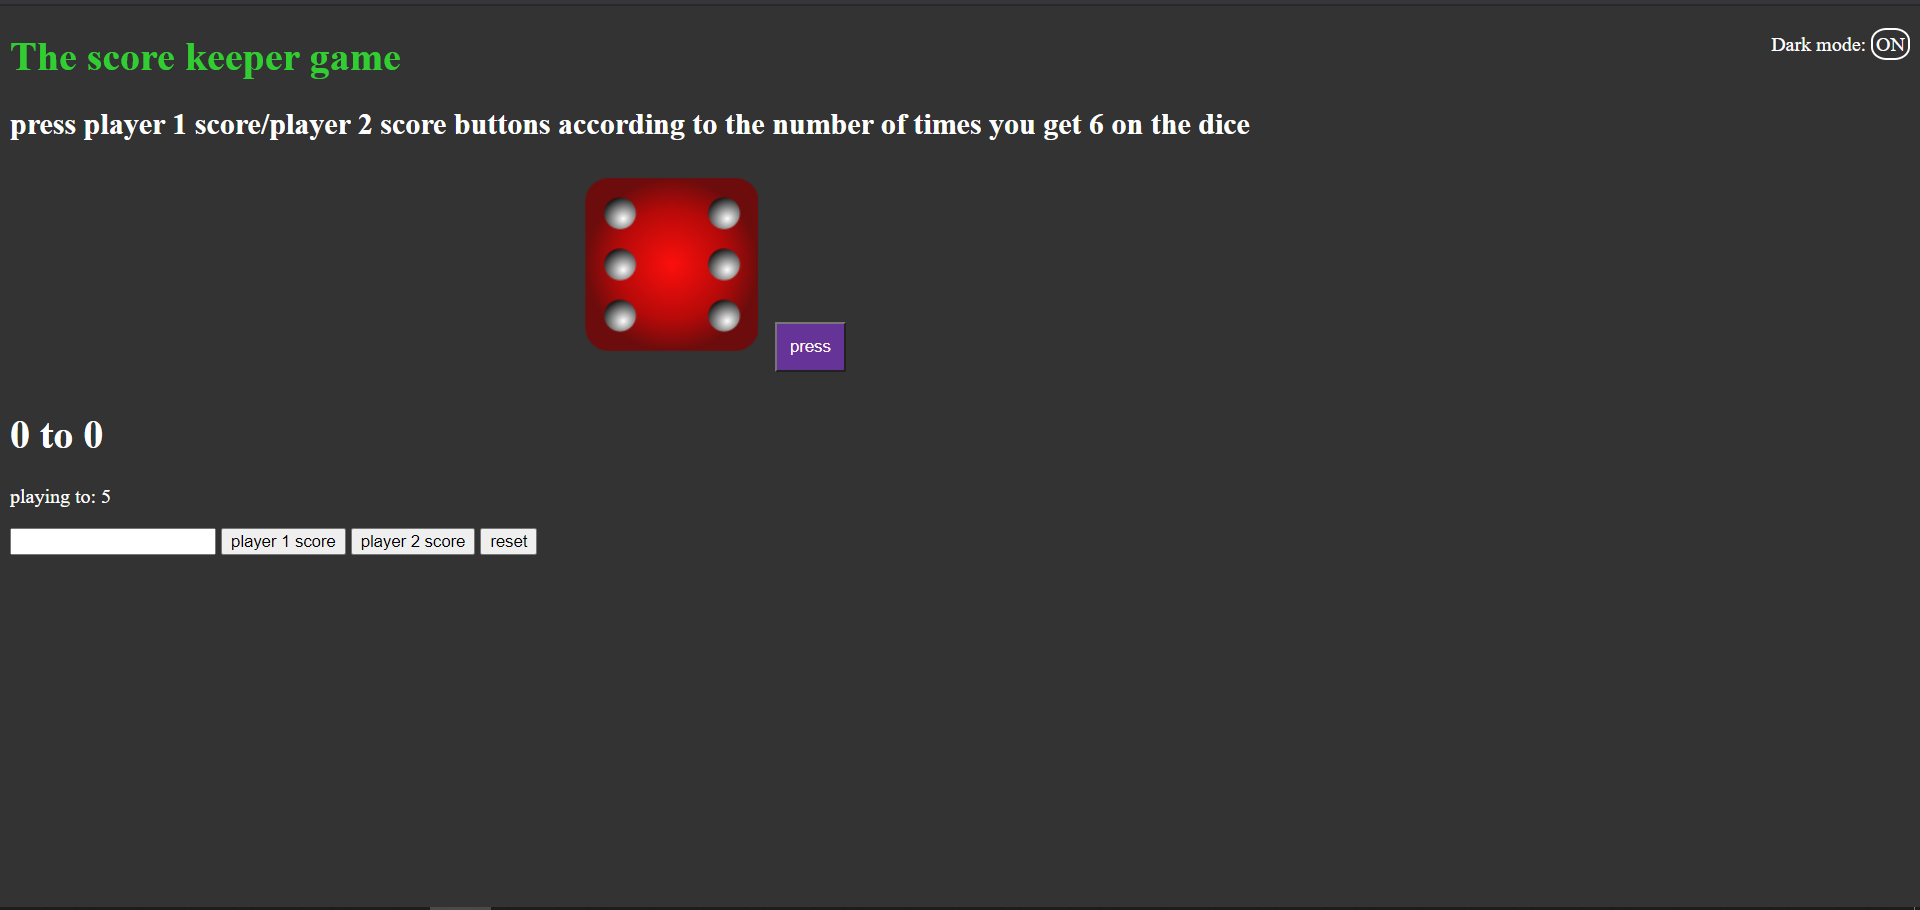 The score keeper game
Dark mode: ON
press player 1 score/player 2 score buttons according to the number of times you get 6 on the dice
press
0 to 0
playing to: 5
player 1 score player 2 score reset